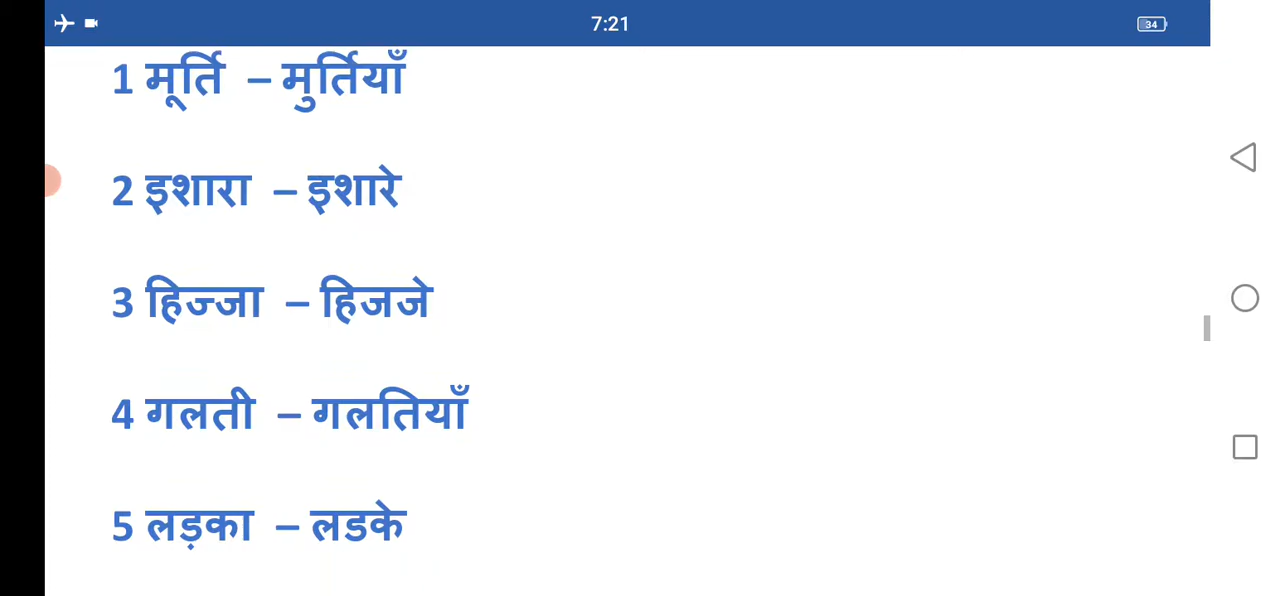 7:21
34
1 मूर्ति – मुर्तियाँ
2 इशारा – इशारे
3 हिज्जा – हिजजे
4 गलती – गलतियाँ
5 लड़का – लडके